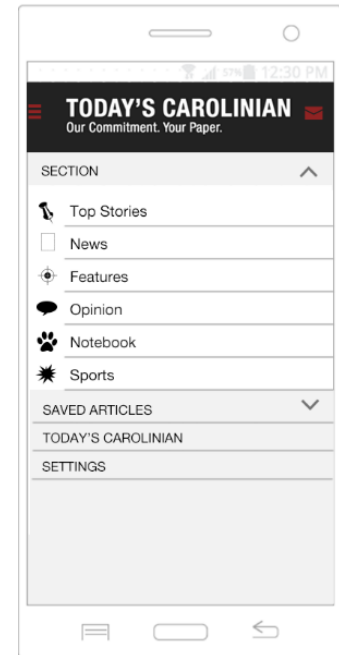 57% 12:30 PM
TODAY'S CAROLINIAN
Our Commitment. Your Paper.
SECTION
Top Stories
News
Features
Opinion
Notebook
Sports
SAVED ARTICLES
TODAY'S CAROLINIAN
SETTINGS